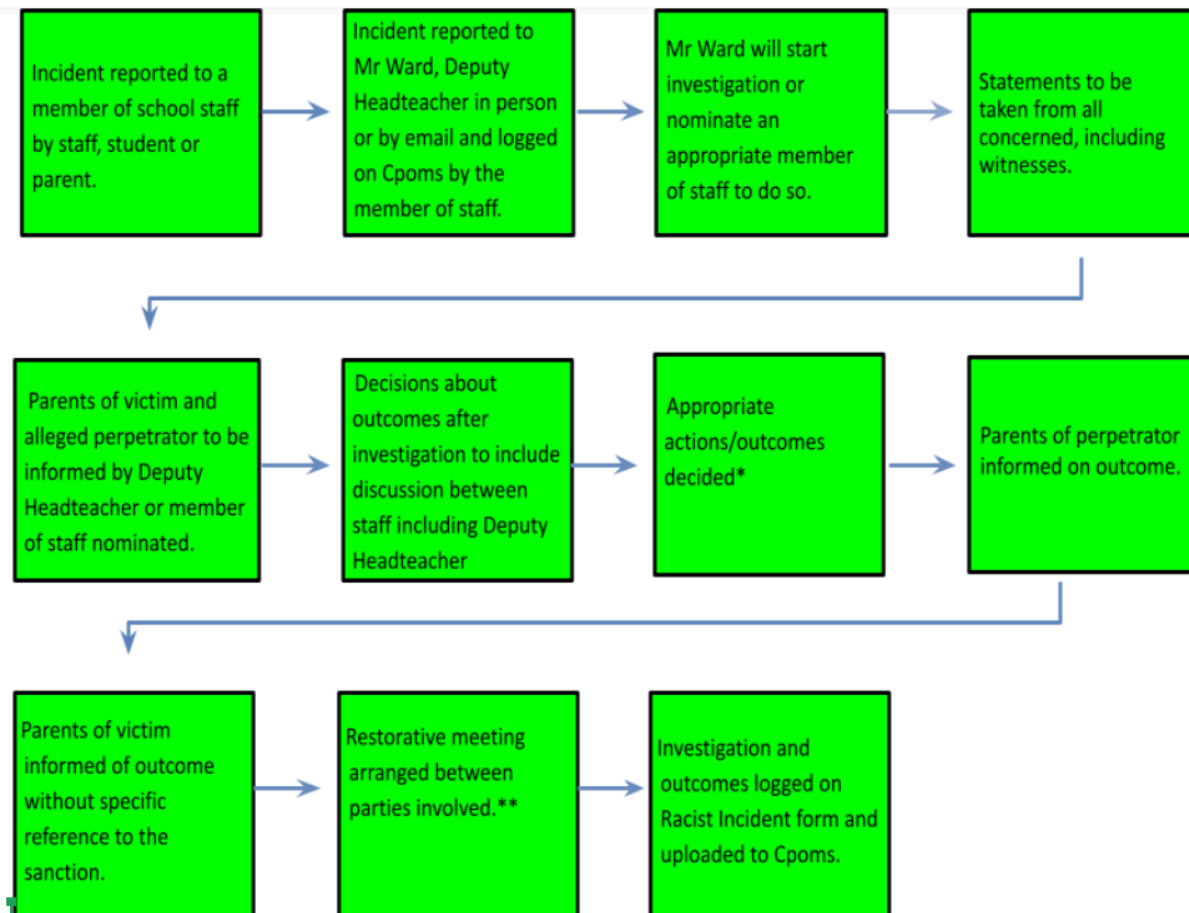 Incident reported to a
member of school staff
by staff, student or
parent.
Incident reported to
Mr Ward, Deputy
Headteacher in person
or by email and logged
on Cpoms by the
member of staff.
Mr Ward will start
investigation or
nominate an
appropriate member
of staff to do so.
Statements to be
taken from all
concerned, including
witnesses.
Parents of victim and
alleged perpetrator to be
informed by Deputy
Headteacher or member
of staff nominated.
Decisions about
outcomes after
investigation to include
discussion between
staff including Deputy
Headteacher
Appropriate
actions/outcomes
decided*
Parents of perpetrator
informed on outcome.
Parents of victim
informed of outcome
without specific
reference to the
sanction.
Restorative meeting
arranged between
parties involved.**
Investigation and
outcomes logged on
Racist Incident form and
uploaded to Cpoms.